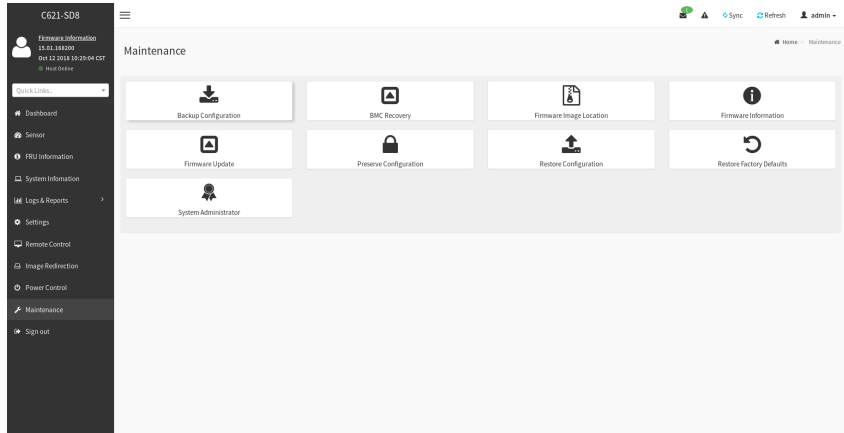 C621-SD8
1
Sync
Refresh
admin
Firmware Information
15.01.168200
Oct 12 2018 10:29:04 CST
Host Online
Maintenance
Home
Maintenance
Quick Links...
Dashboard
Sensor
FRU Information
System Infomation
Logs & Reports
Settings
Remote Control
Image Redirection
Power Control
Maintenance
Sign out
Backup Configuration
BMC Recovery
Firmware Image Location
Firmware Information
Firmware Update
Preserve Configuration
Restore Configuration
Restore Factory Defaults
System Administrator